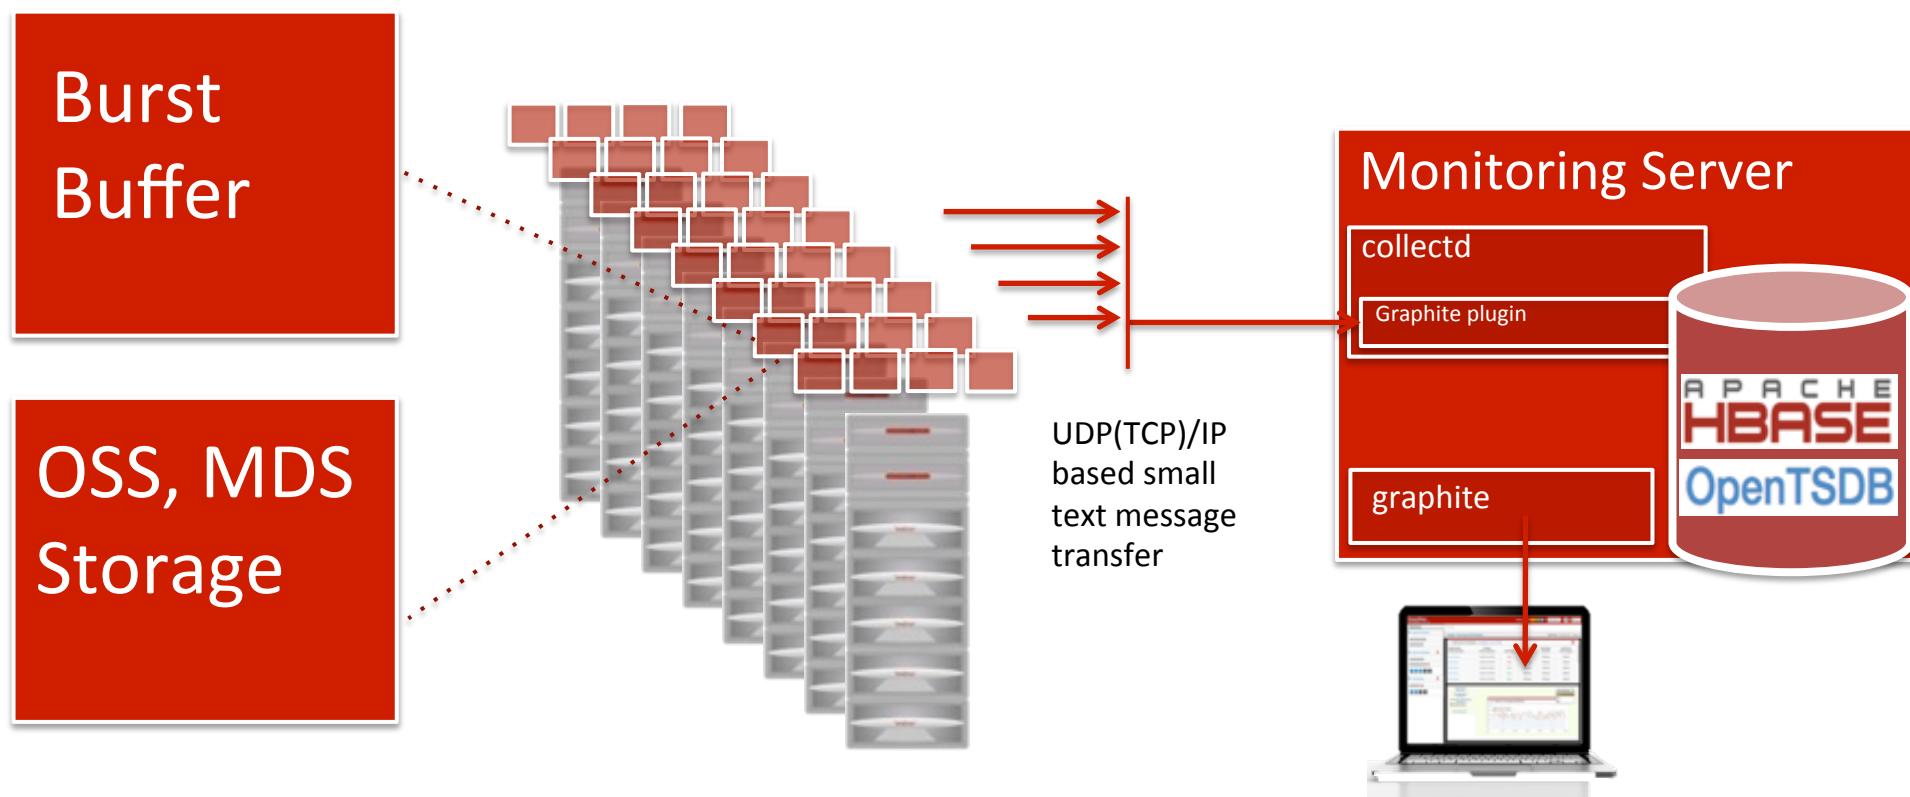 Burst
Buffer
OSS, MDS
Storage
UDP(TCP)/IP
based small
text message
transfer
Monitoring Server
collectd
Graphite plugin
APACHE
HBASE
OpenTSDB
graphite